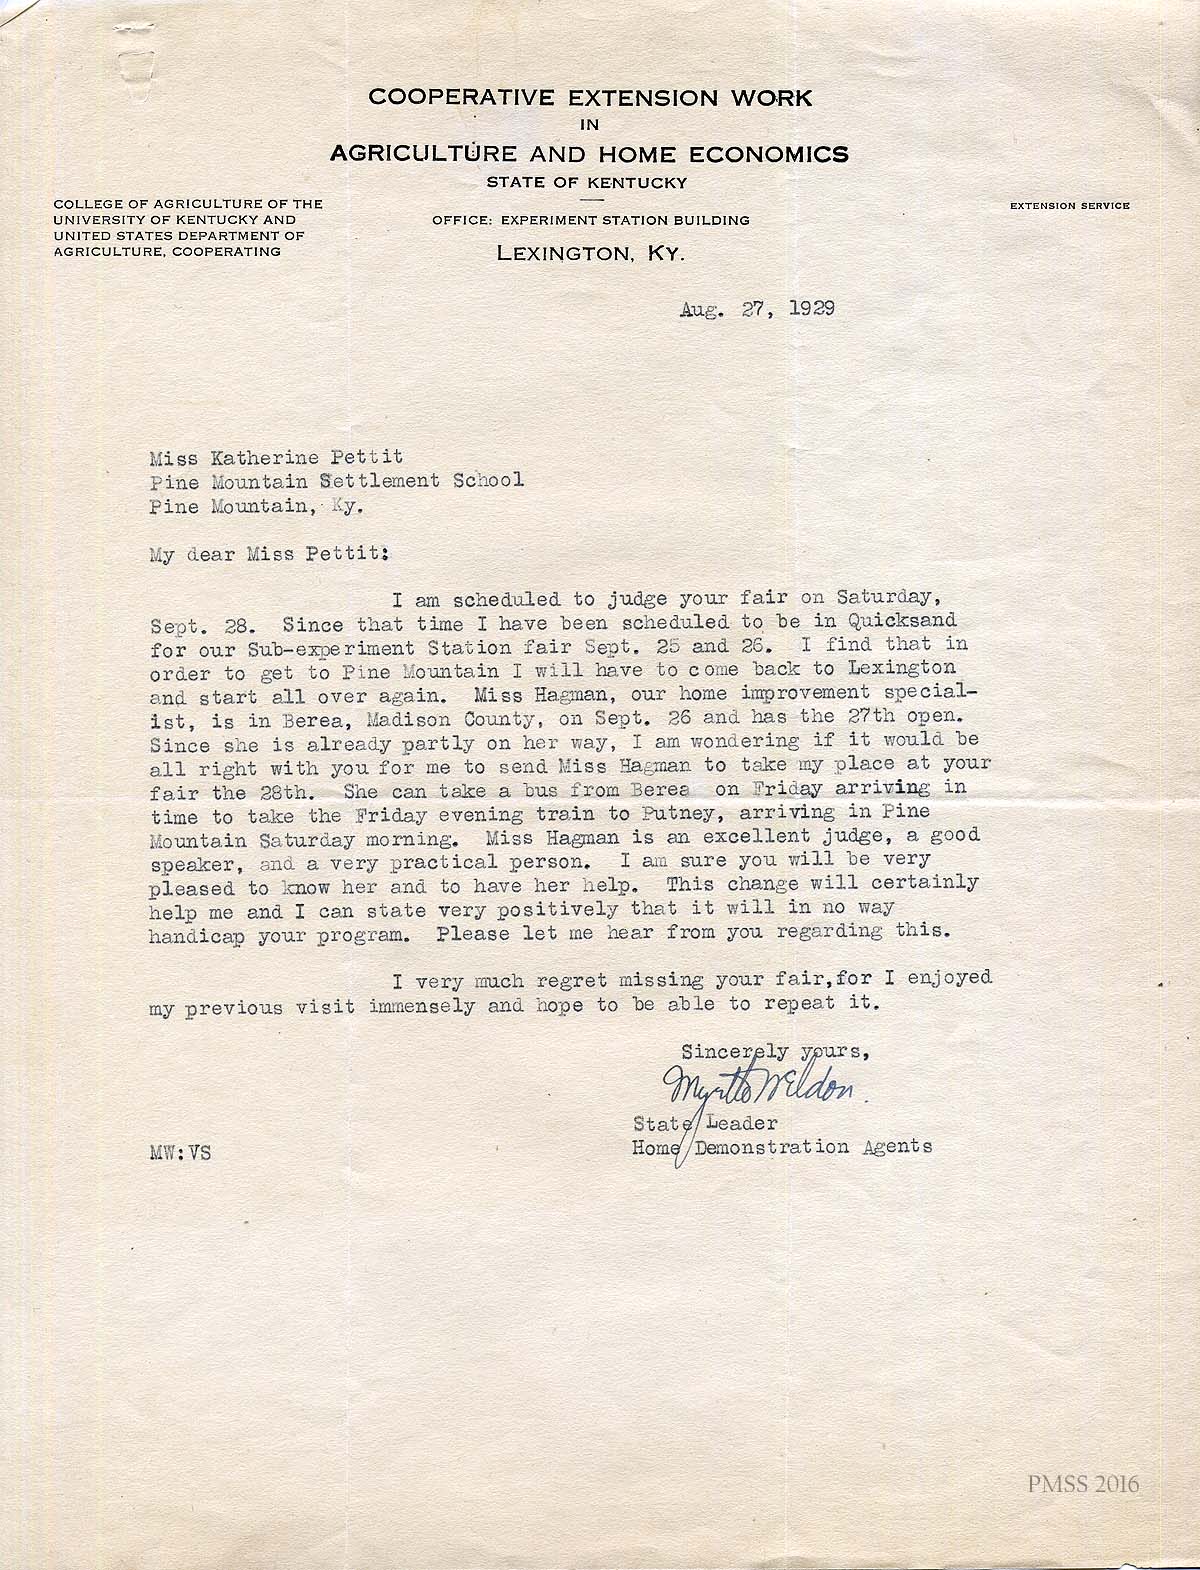 COOPERATIVE EXTENSION WORK
IN
AGRICULTURE AND HOME ECONOMICS
STATE OF KENTUCKY
COLLEGE OF AGRICULTURE OF THE
UNIVERSITY OF KENTUCKY AND
UNITED STATES DEPARTMENT OF
AGRICULTURE, COOPERATING
EXTENSION SERVICE
OFFICE: EXPERIMENT STATION BUILDING
LEXINGTON, KY.
Aug. 27, 1929
Miss Katherine Pettit
Pine Mountain Settlement School
Pine Mountain, Ky.
My dear Miss Pettit:
I am scheduled to judge your fair on Saturday,
Sept. 28. Since that time I have been scheduled to be in Quicksand
for our Sub-experiment Station fair Sept. 25 and 26. I find that in
order to get to Pine Mountain I will have to come back to Lexington
and start all over again. Miss Hagman, our home improvement special-
ist, is in Berea, Madison County, on Sept. 26 and has the 27th open.
Since she is already partly on her way, I am wondering if it would be
all right with you for me to send Miss Hagman to take my place at your
fair the 28th. She can take a bus from Berea on Friday arriving in
time to take the Friday evening train to Putney, arriving in Pine
Mountain Saturday morning. Miss Hagman is an excellent judge, a good
speaker, and a very practical person. I am sure you will be very
pleased to know her and to have her help. This change will certainly
help me and I can state very positively that it will in no way
handicap your program. Please let me hear from you regarding this.
I very much regret missing your fair,for I enjoyed
my previous visit immensely and hope to be able to repeat it.
Sincerely yours,
Myrtle Weldon.
State Leader
Home Demonstration Agents
MW:VS
PMSS 2016